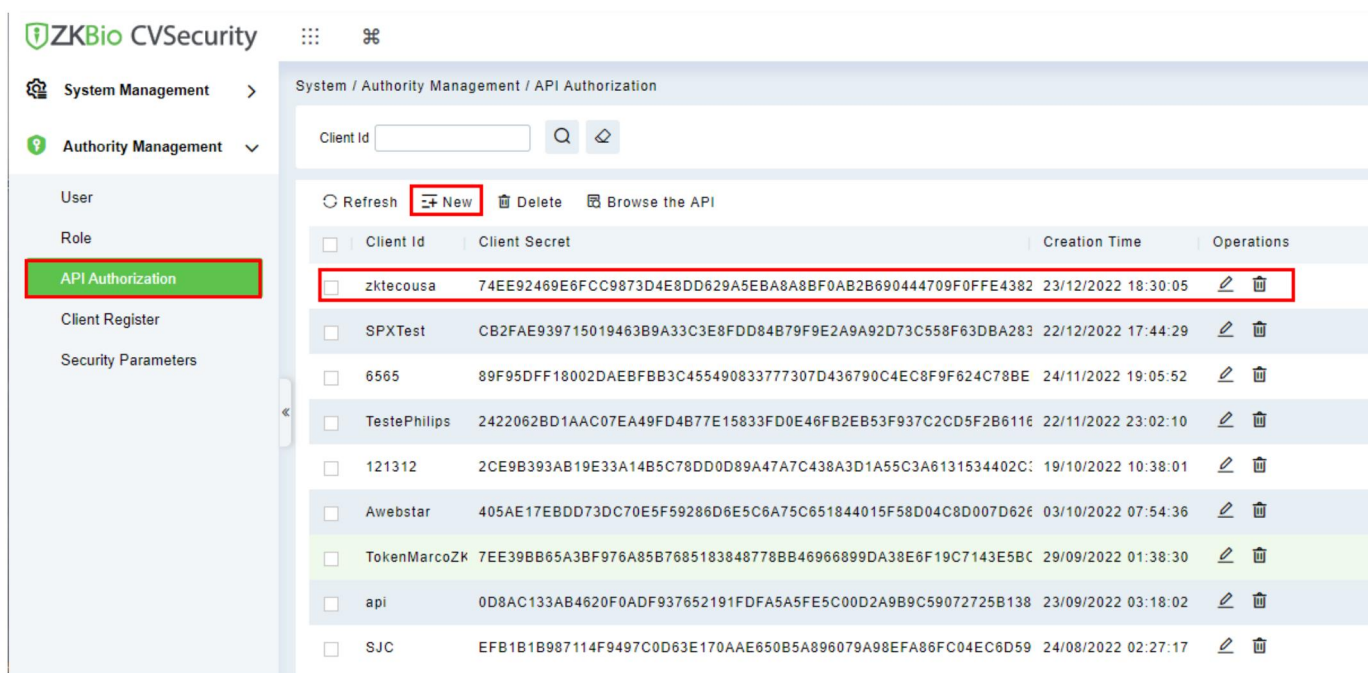 ZKBio CVSecurity
System Management
System / Authority Management / API Authorization
Client Id
Authority Management
User
Refresh New Delete Browse the API
Role
Client Id Client Secret Creation Time Operations
API Authorization
zktecousa 74EE92469E6FCC9873D4E8DD629A5EBA8A8BF0AB2B690444709F0FFE4382 23/12/2022 18:30:05
Client Register
SPXTest CB2FAE939715019463B9A33C3E8FDD84B79F9E2A9A92D73C558F63DBA283 22/12/2022 17:44:29
Security Parameters
6565 89F95DFF18002DAEBFBB3C455490833777307D436790C4EC8F9F624C78BE 24/11/2022 19:05:52
TestePhilips 2422062BD1AAC07EA49FD4B77E15833FD0E46FB2EB53F937C2CD5F2B6116 22/11/2022 23:02:10
121312 2CE9B393AB19E33A14B5C78DD0D89A47A7C438A3D1A55C3A6131534402C 19/10/2022 10:38:01
Awebstar 405AE17EBDD73DC70E5F59286D6E5C6A75C651844015F58D04C8D007D626 03/10/2022 07:54:36
TokenMarcoZK 7EE39BB65A3BF976A85B7685183848778BB46966899DA38E6F19C7143E5B 29/09/2022 01:38:30
api 0D8AC133AB4620F0ADF937652191FDFA5A5FE5C00D2A9B9C59072725B138 23/09/2022 03:18:02
SJC EFB1B1B987114F9497C0D63E170AAE650B5A896079A98EFA86FC04EC6D59 24/08/2022 02:27:17